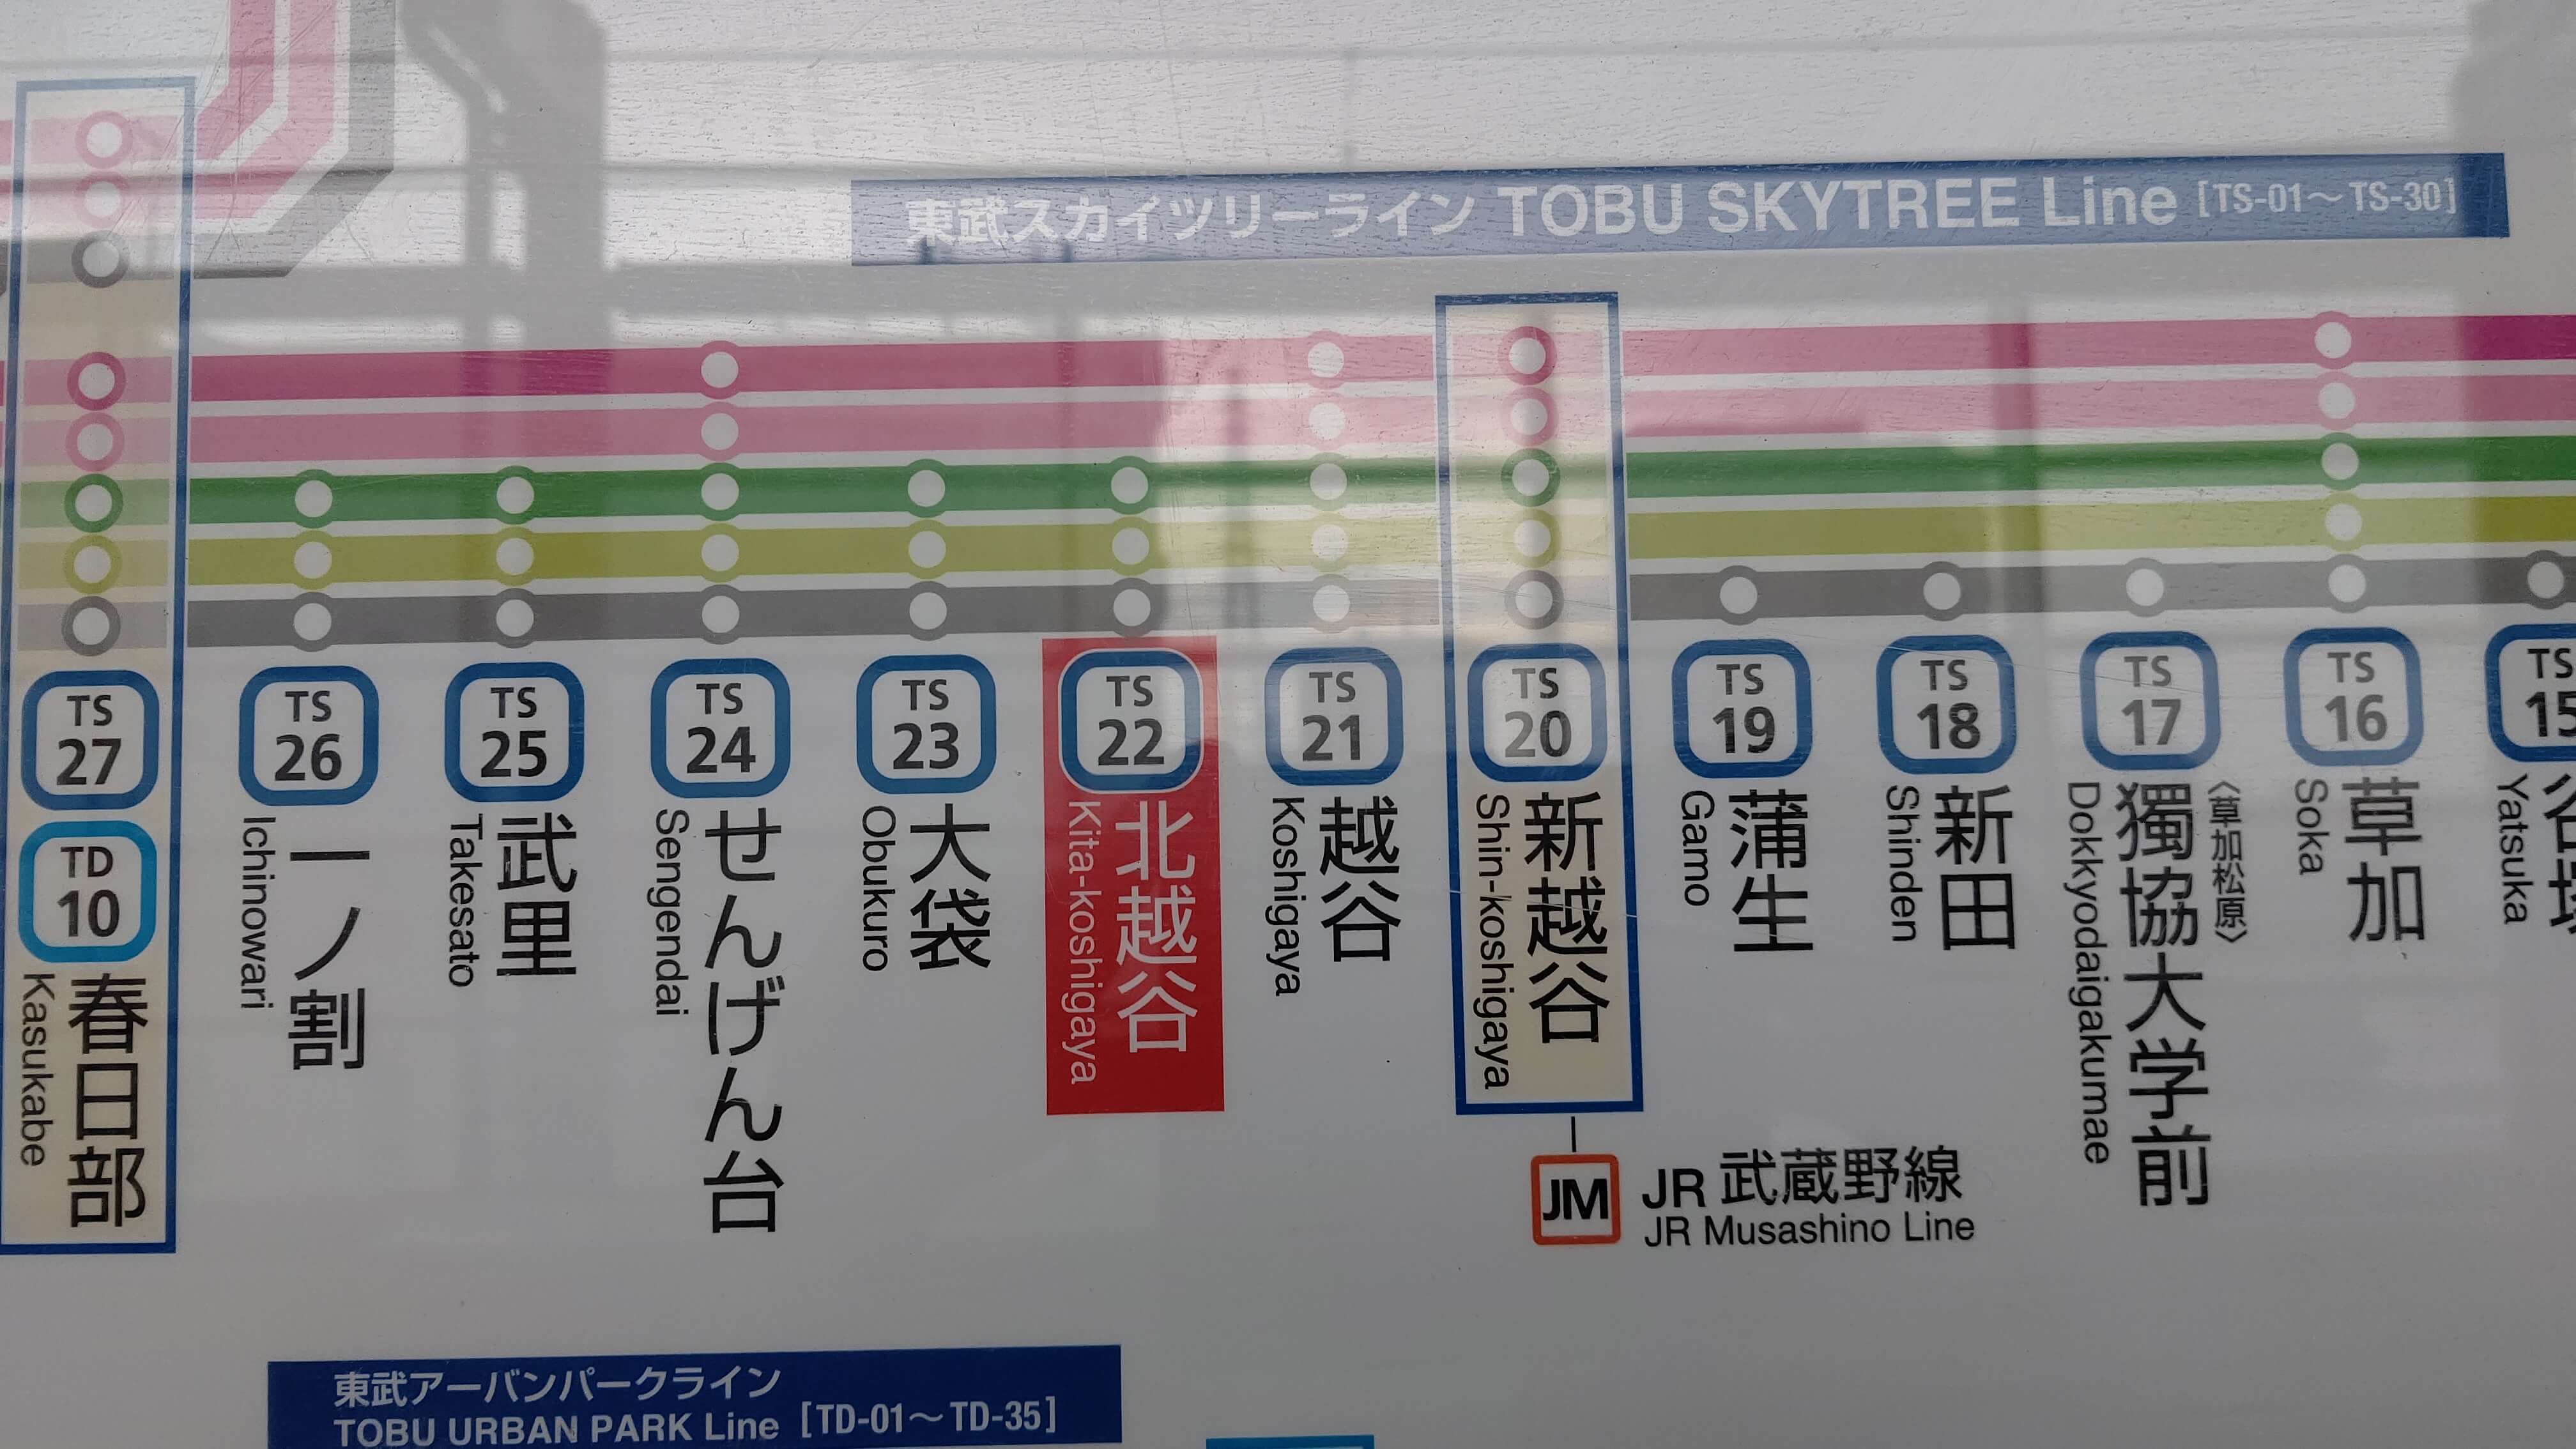 東武スカイツリーライン TOBU SKYTREE Line [TS-01～TS-30]
TS
27
TD
10
春日部
Kasukabe
TS
26
一ノ割
Ichinowari
TS
25
武里
Takesato
TS
24
せんげん台
Sengendai
TS
23
大袋
Obukuro
TS
22
北越谷
Kita-koshigaya
TS
21
越谷
Koshigaya
TS
20
新越谷
Shin-koshigaya
JM
JR 武蔵野線
JR Musashino Line
TS
19
蒲生
Gamo
TS
18
新田
Shinden
TS
17
獨協大学前
〈草加松原〉
Dokkyodaigakumae
TS
16
草加
Soka
TS
15
Yatsuka
東武アーバンパークライン
TOBU URBAN PARK Line [TD-01～TD-35]